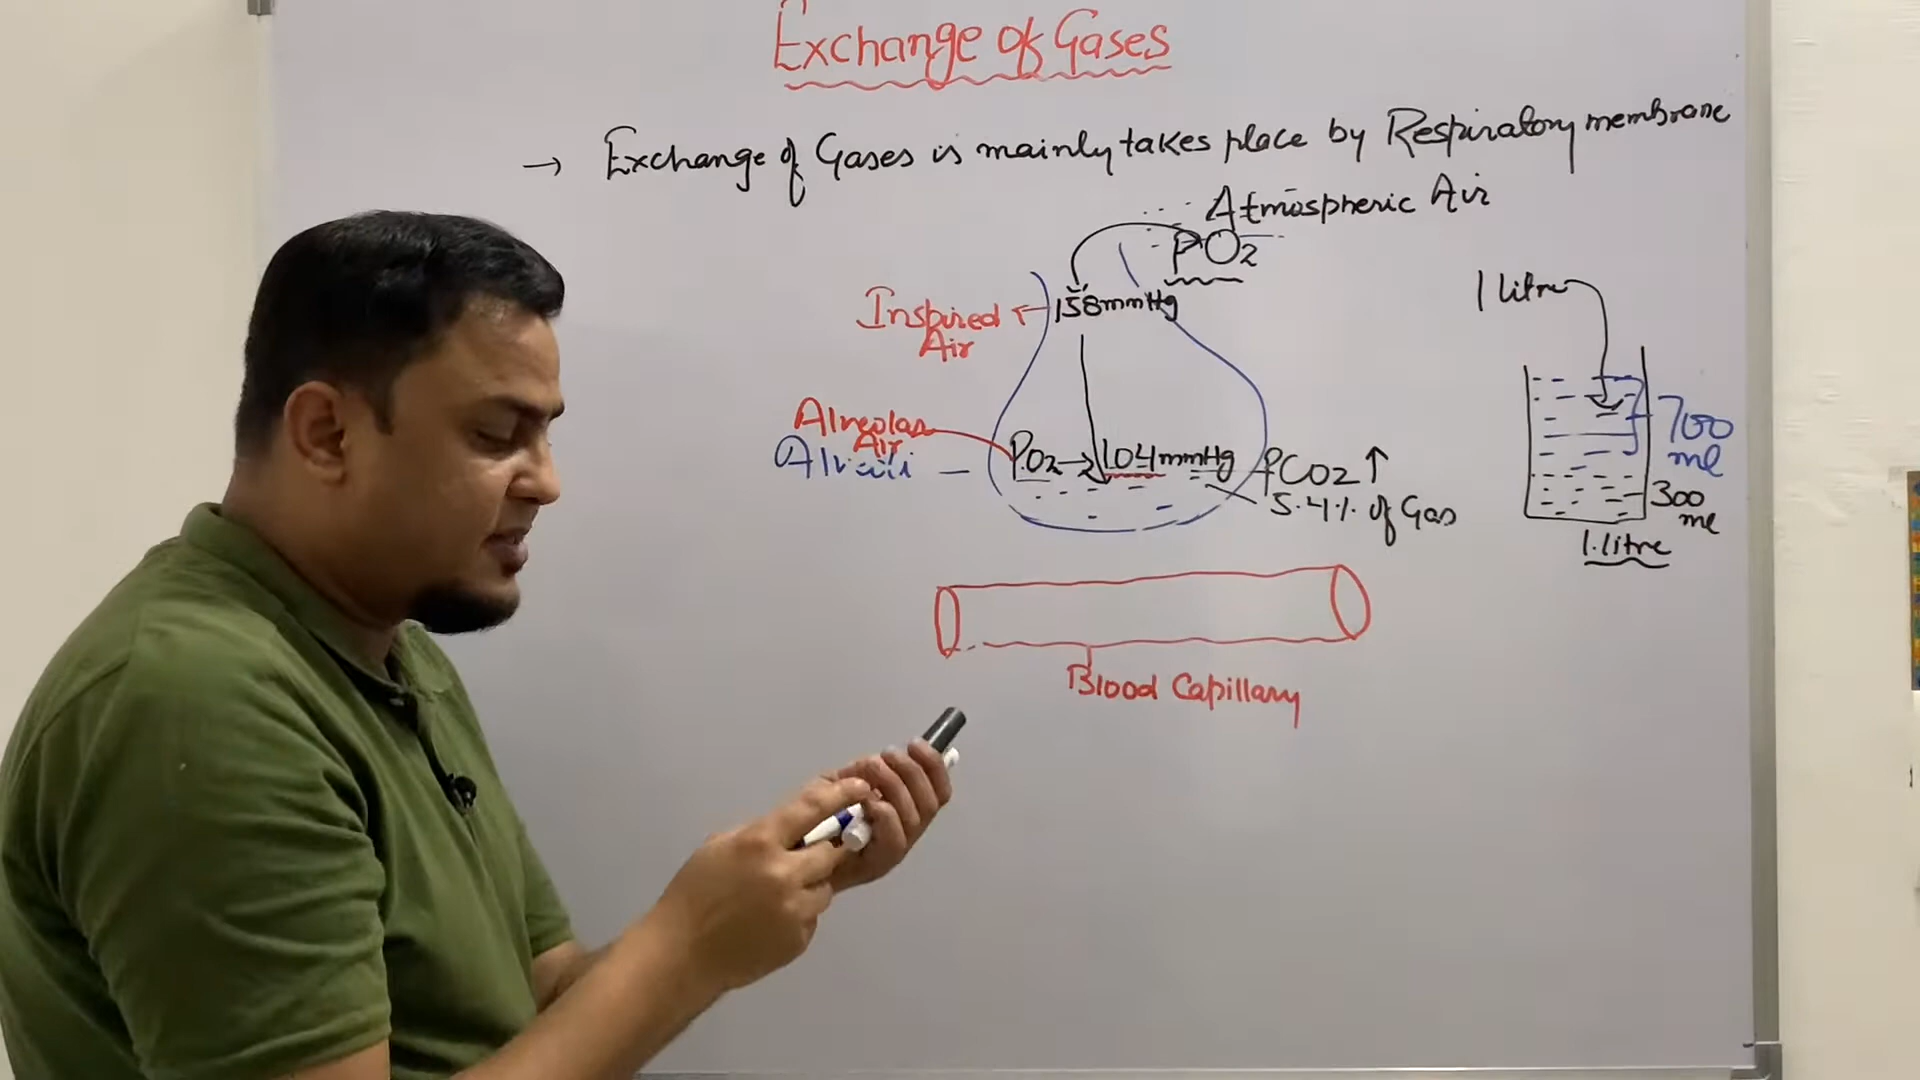 Exchange of Gases
→ Exchange of Gases is mainly takes place by Respiratory membrane
Atmospheric Air
PO2
158mmHg
Inspired
Air
Alveolar
Air
Alveoli
PO2 → 104mmHg
PCO2 ↑
5.4% of Gas
Blood Capillary
1 litre
700
ml
300
ml
1.litre